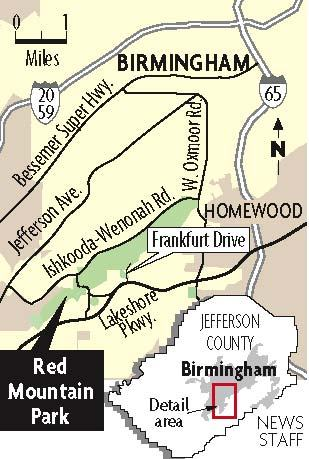 0 1
Miles
BIRMINGHAM
20
59
65
Bessemer Super Hwy.
Jefferson Ave.
W. Oxmoor Rd.
N
Ishkooda-Wenonah Rd.
HOMEWOOD
Frankfurt Drive
Lakeshore
Pkwy.
Red
Mountain
Park
JEFFERSON
COUNTY
Birmingham
Detail
area
NEWS
STAFF